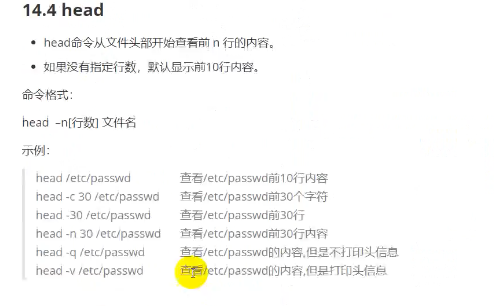 14.4 head
head命令从文件头部开始查看前 n 行的内容。
如果没有指定行数，默认显示前10行内容。
命令格式：
head –n[行数] 文件名
示例：
head /etc/passwd 查看/etc/passwd前10行内容
head -c 30 /etc/passwd 查看/etc/passwd前30个字符
head -30 /etc/passwd 查看/etc/passwd前30行
head -n 30 /etc/passwd 查看/etc/passwd前30行内容
head -q /etc/passwd 查看/etc/passwd的内容,但是不打印头信息
head -v /etc/passwd 查看/etc/passwd的内容,但是打印头信息